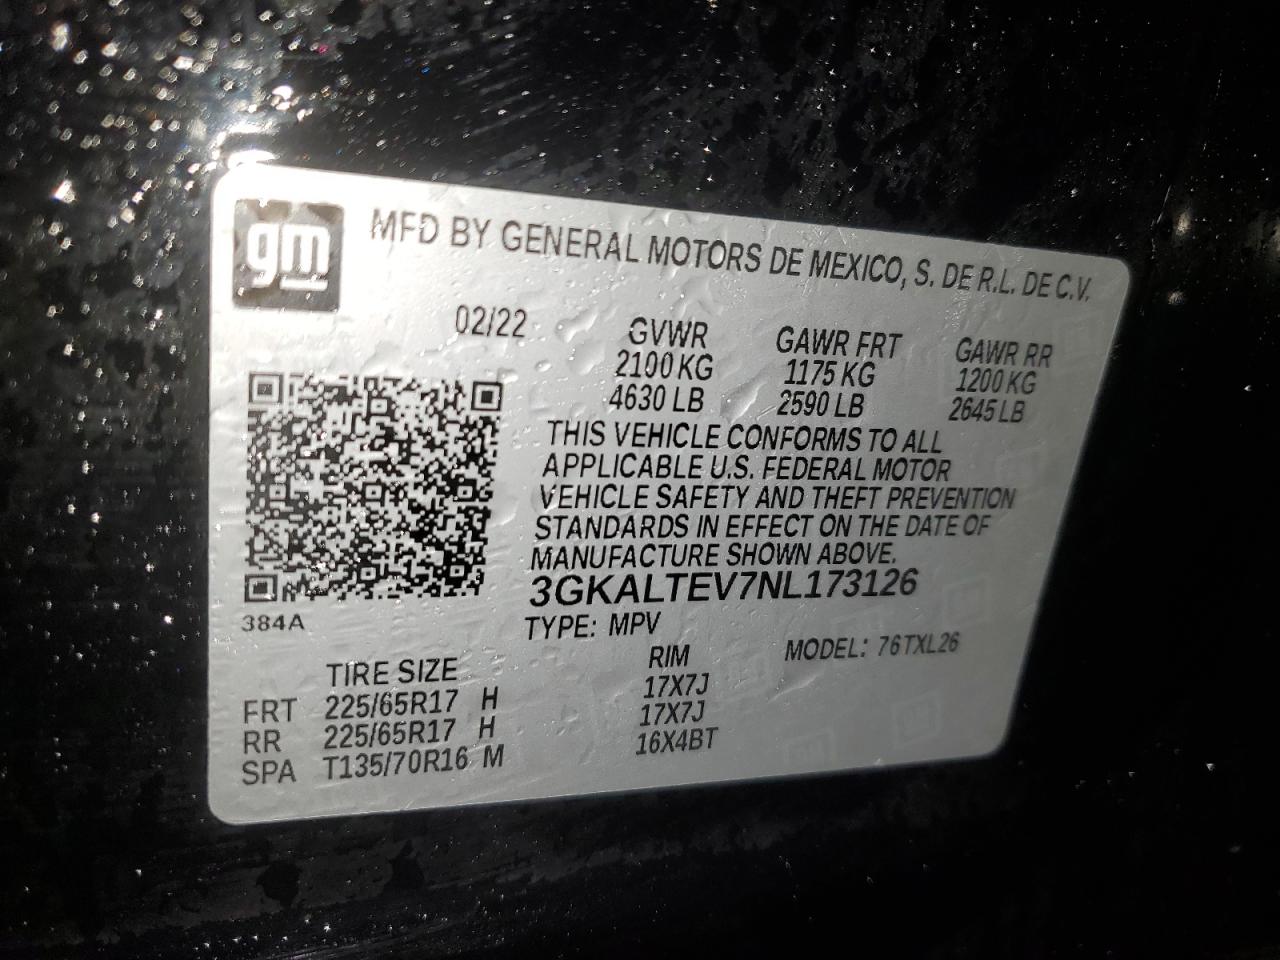 gm
MFD BY GENERAL MOTORS DE MEXICO, S. DE R.L. DE C.V.
02/22 GVWR GAWR FRT GAWR RR
2100 KG 1175 KG 1200 KG
4630 LB 2590 LB 2645 LB
THIS VEHICLE CONFORMS TO ALL
APPLICABLE U.S. FEDERAL MOTOR
VEHICLE SAFETY AND THEFT PREVENTION
STANDARDS IN EFFECT ON THE DATE OF
MANUFACTURE SHOWN ABOVE.
3GKALTEV7NL173126
384A
TYPE: MPV MODEL: 76TXL26
TIRE SIZE RIM
FRT 225/65R17 H 17X7J
RR 225/65R17 H 17X7J
SPA T135/70R16 M 16X4BT